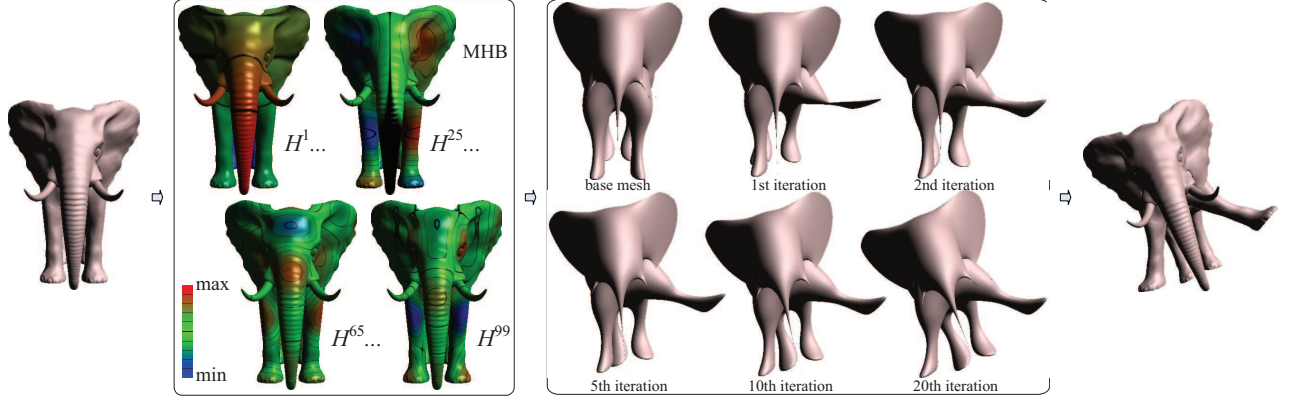 MHB
H¹...
H²⁵...
max
min
H⁶⁵...
H⁹⁹
base mesh
1st iteration
2nd iteration
5th iteration
10th iteration
20th iteration